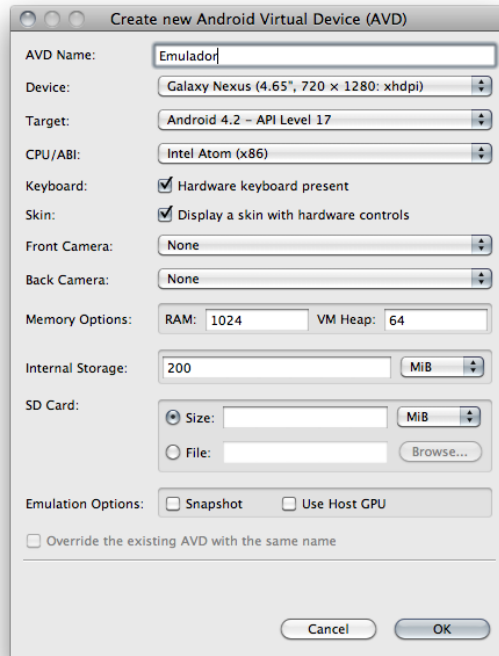 Create new Android Virtual Device (AVD)
AVD Name: Emulador
Device: Galaxy Nexus (4.65", 720 × 1280: xhdpi)
Target: Android 4.2 - API Level 17
CPU/ABI: Intel Atom (x86)
Keyboard: Hardware keyboard present
Skin: Display a skin with hardware controls
Front Camera: None
Back Camera: None
Memory Options: RAM: 1024 VM Heap: 64
Internal Storage: 200 MiB
SD Card:
Size: MiB
File: Browse...
Emulation Options: Snapshot Use Host GPU
Override the existing AVD with the same name
Cancel OK